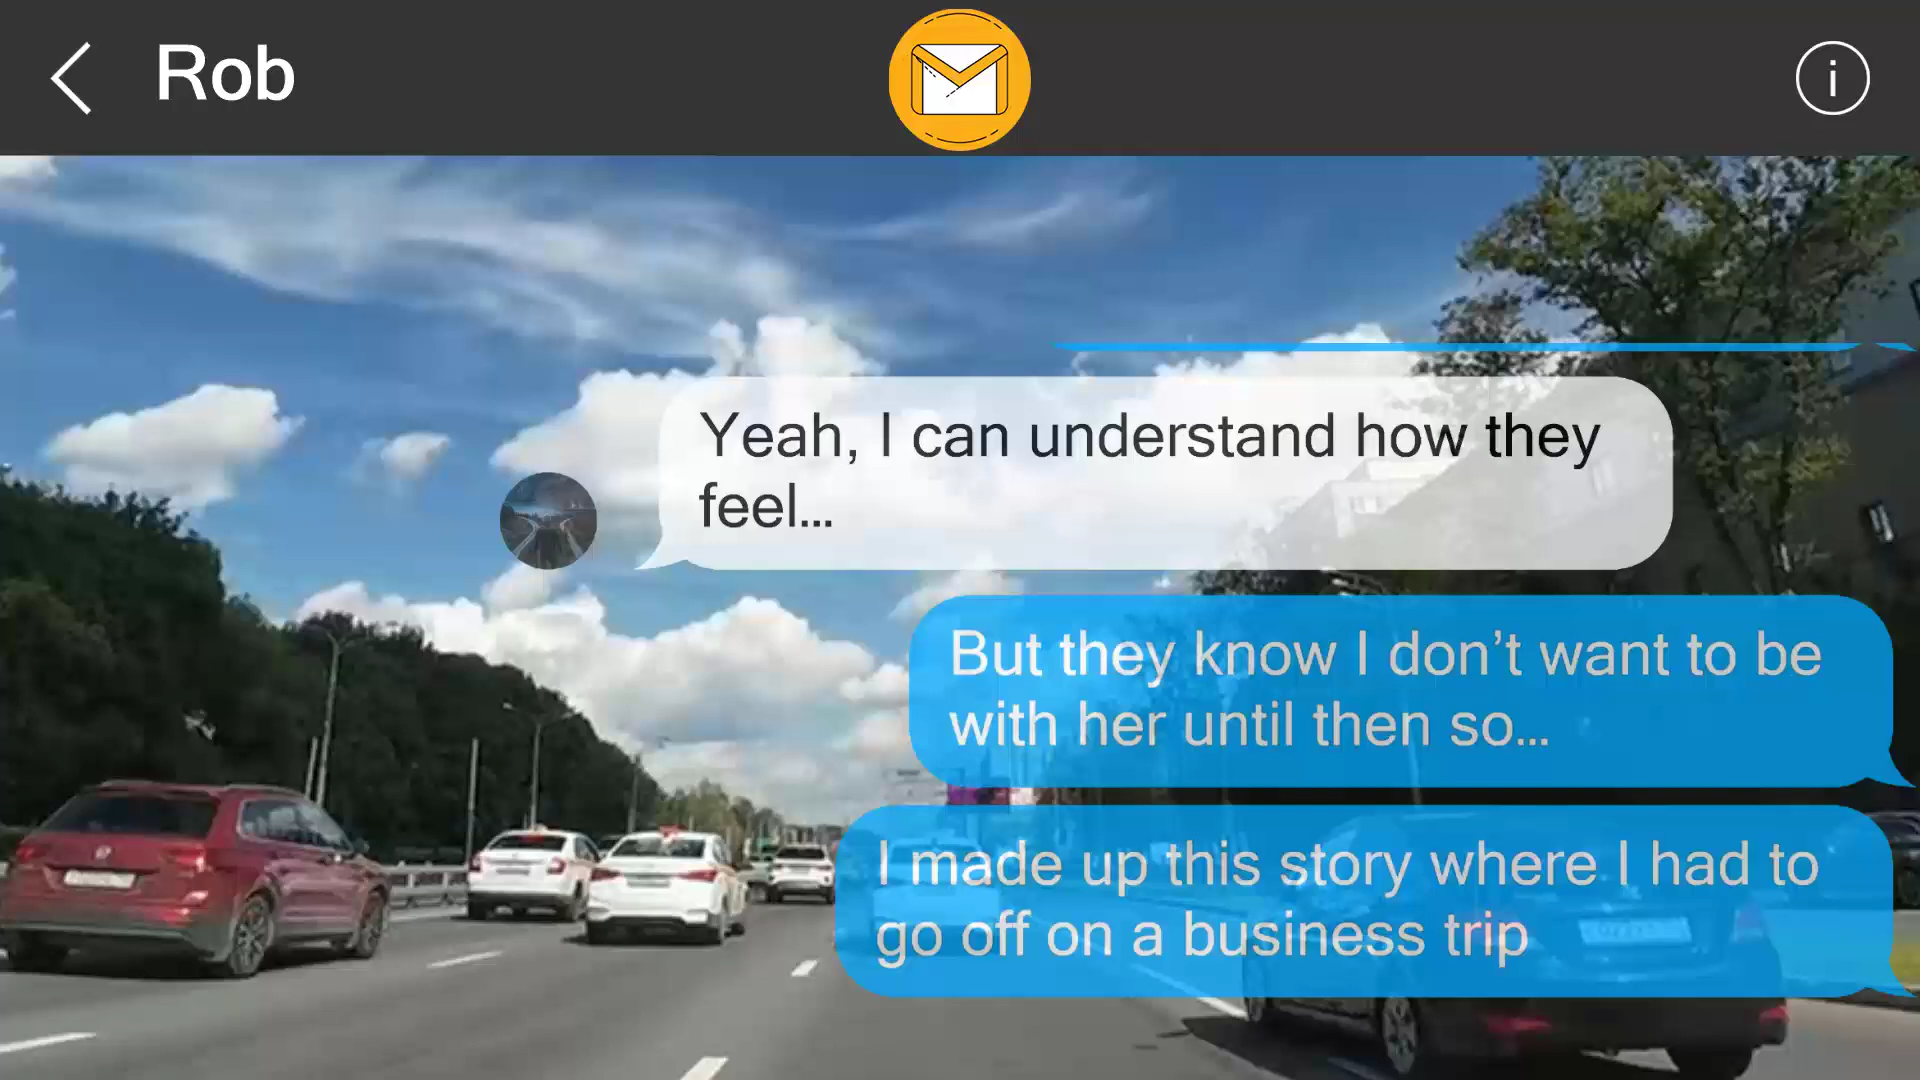 Rob
Yeah, I can understand how they
feel...
But they know I don’t want to be
with her until then so...
I made up this story where I had to
go off on a business trip